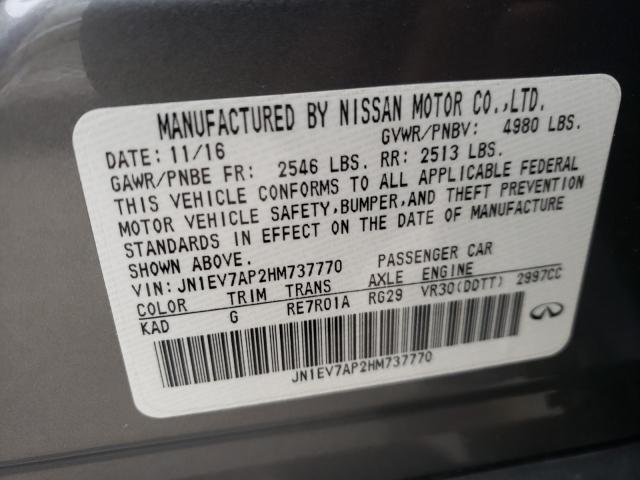 MANUFACTURED BY NISSAN MOTOR CO.,LTD.
DATE: 11/16 GVWR/PNBV: 4980 LBS.
GAWR/PNBE FR: 2546 LBS. RR: 2513 LBS.
THIS VEHICLE CONFORMS TO ALL APPLICABLE FEDERAL
MOTOR VEHICLE SAFETY,BUMPER,AND THEFT PREVENTION
STANDARDS IN EFFECT ON THE DATE OF MANUFACTURE
SHOWN ABOVE.
VIN: JN1EV7AP2HM737770 PASSENGER CAR
COLOR TRIM TRANS AXLE ENGINE
KAD G RE7R01A RG29 VR30(DDTT) 2997CC
JN1EV7AP2HM737770